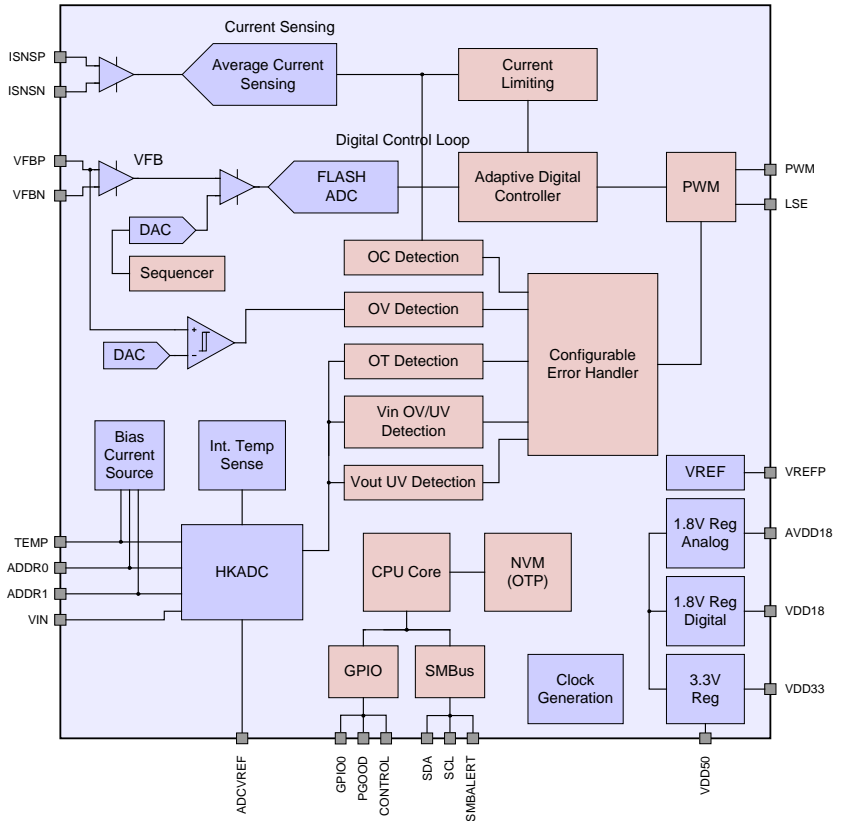 Current Sensing
ISNSP
ISNSN
Average Current
Sensing
Current
Limiting
Digital Control Loop
VFBP
VFBN
VFB
FLASH
ADC
Adaptive Digital
Controller
PWM
PWM
LSE
DAC
Sequencer
OC Detection
OV Detection
+
−
DAC
OT Detection
Configurable
Error Handler
Vin OV/UV
Detection
Vout UV Detection
Bias
Current
Source
Int. Temp
Sense
VREF
VREFP
1.8V Reg
Analog
AVDD18
TEMP
ADDR0
ADDR1
VIN
HKADC
CPU Core
NVM
(OTP)
1.8V Reg
Digital
VDD18
GPIO
SMBus
Clock
Generation
3.3V
Reg
VDD33
ADCVREF
GPIO0
PGOOD
CONTROL
SDA
SCL
SMBALERT
VDD50